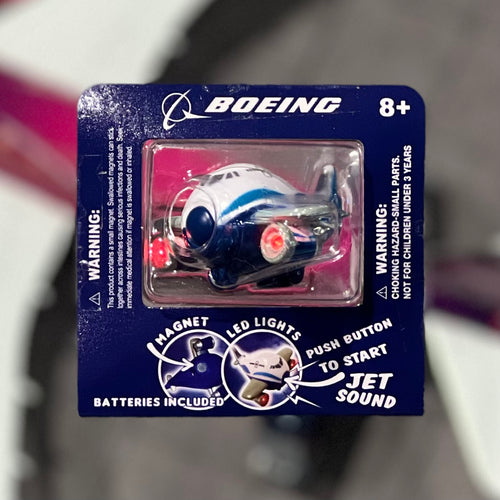 BOEING
8+
WARNING:
This product contains a small magnet. Swallowed magnets can stick
together across intestines causing serious infections and death. Seek
immediate medical attention if magnet is swallowed or inhaled.
WARNING:
CHOKING HAZARD-SMALL PARTS.
NOT FOR CHILDREN UNDER 3 YEARS
MAGNET
LED LIGHTS
PUSH BUTTON
TO START
JET
SOUND
BATTERIES INCLUDED